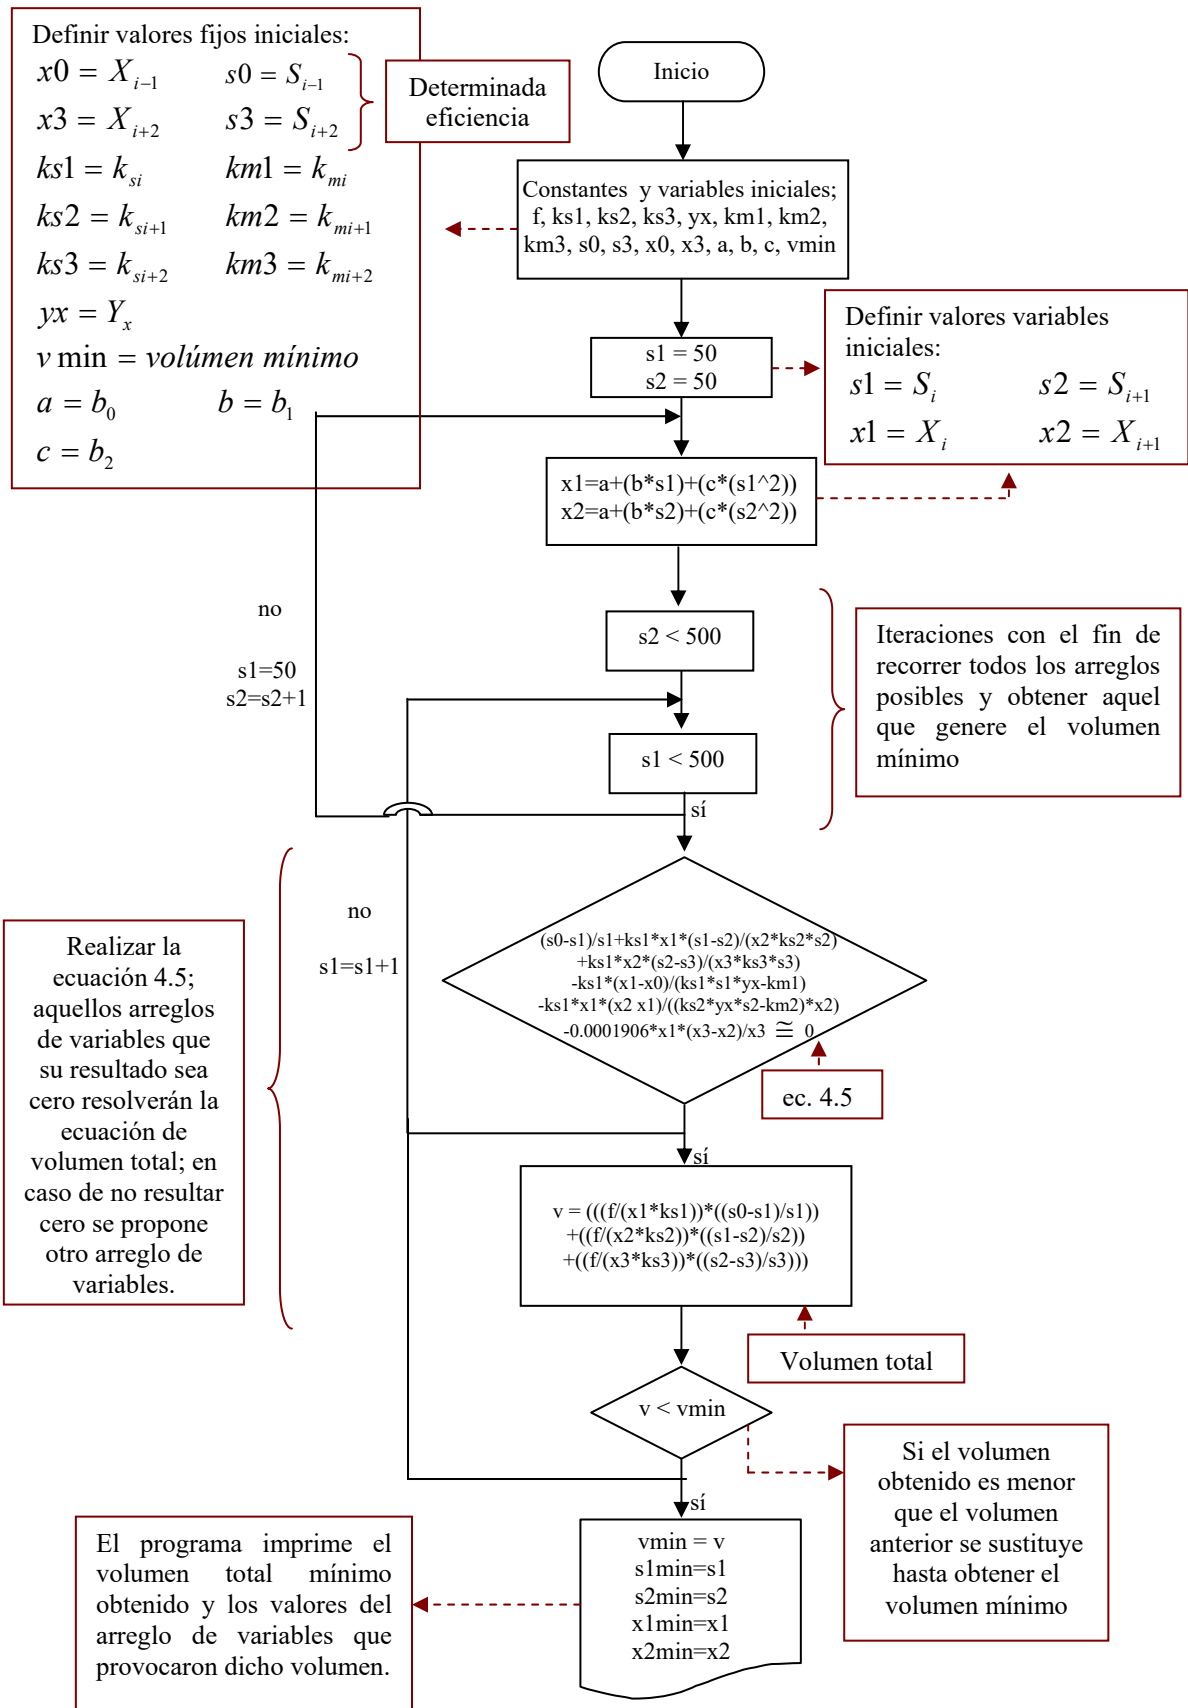 Definir valores fijos iniciales:
x0 = X_{i−1} s0 = S_{i−1}
x3 = X_{i+2} s3 = S_{i+2}
ks1 = k_{si} km1 = k_{mi}
ks2 = k_{si+1} km2 = k_{mi+1}
ks3 = k_{si+2} km3 = k_{mi+2}
yx = Y_x
v min = volúmen mínimo
a = b_0 b = b_1
c = b_2
Determinada
eficiencia
Inicio
Constantes y variables iniciales;
f, ks1, ks2, ks3, yx, km1, km2,
km3, s0, s3, x0, x3, a, b, c, vmin
s1 = 50
s2 = 50
Definir valores variables
iniciales:
s1 = S_i s2 = S_{i+1}
x1 = X_i x2 = X_{i+1}
x1=a+(b*s1)+(c*(s1^2))
x2=a+(b*s2)+(c*(s2^2))
no
s1=50
s2=s2+1
s2 < 500
s1 < 500
sí
Iteraciones con el fin de
recorrer todos los arreglos
posibles y obtener aquel
que genere el volumen
mínimo
Realizar la
ecuación 4.5;
aquellos arreglos
de variables que
su resultado sea
cero resolverán la
ecuación de
volumen total; en
caso de no resultar
cero se propone
otro arreglo de
variables.
no
s1=s1+1
(s0-s1)/s1+ks1*x1*(s1-s2)/(x2*ks2*s2)
+ks1*x2*(s2-s3)/(x3*ks3*s3)
-ks1*(x1-x0)/(ks1*s1*yx-km1)
-ks1*x1*(x2 x1)/((ks2*yx*s2-km2)*x2)
-0.0001906*x1*(x3-x2)/x3 ≅ 0
ec. 4.5
sí
v = (((f/(x1*ks1))*((s0-s1)/s1))
+((f/(x2*ks2))*((s1-s2)/s2))
+((f/(x3*ks3))*((s2-s3)/s3)))
Volumen total
v < vmin
sí
Si el volumen
obtenido es menor
que el volumen
anterior se sustituye
hasta obtener el
volumen mínimo
vmin = v
s1min=s1
s2min=s2
x1min=x1
x2min=x2
El programa imprime el
volumen total mínimo
obtenido y los valores del
arreglo de variables que
provocaron dicho volumen.